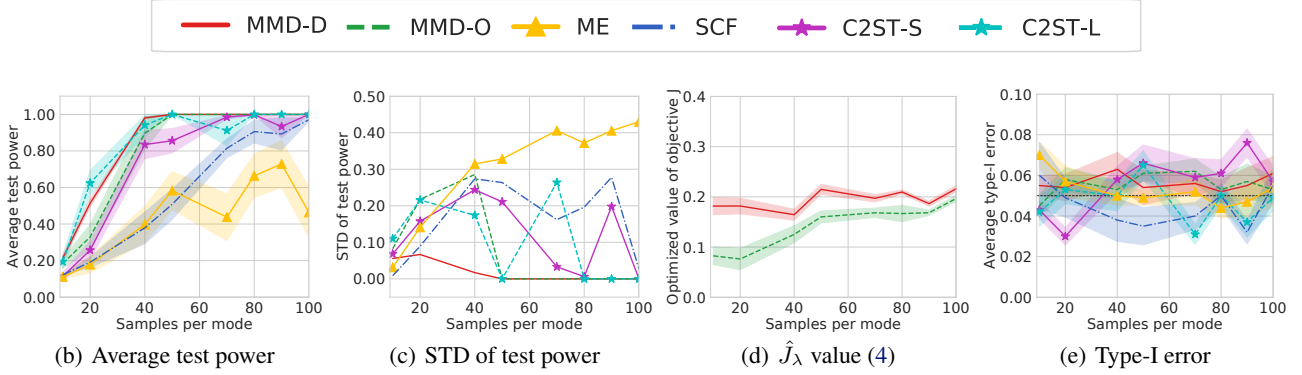 MMD-D MMD-O ME SCF C2ST-S C2ST-L
Average test power
1.00
0.80
0.60
0.40
0.20
0.00
20 40 60 80 100
Samples per mode
(b) Average test power
STD of test power
0.50
0.40
0.30
0.20
0.10
0.00
20 40 60 80 100
Samples per mode
(c) STD of test power
Optimized value of objective J
0.4
0.3
0.2
0.1
0.0
20 40 60 80 100
Samples per mode
(d) Ĵλ value (4)
Average type-I error
0.10
0.08
0.06
0.04
0.02
0.00
20 40 60 80 100
Samples per mode
(e) Type-I error